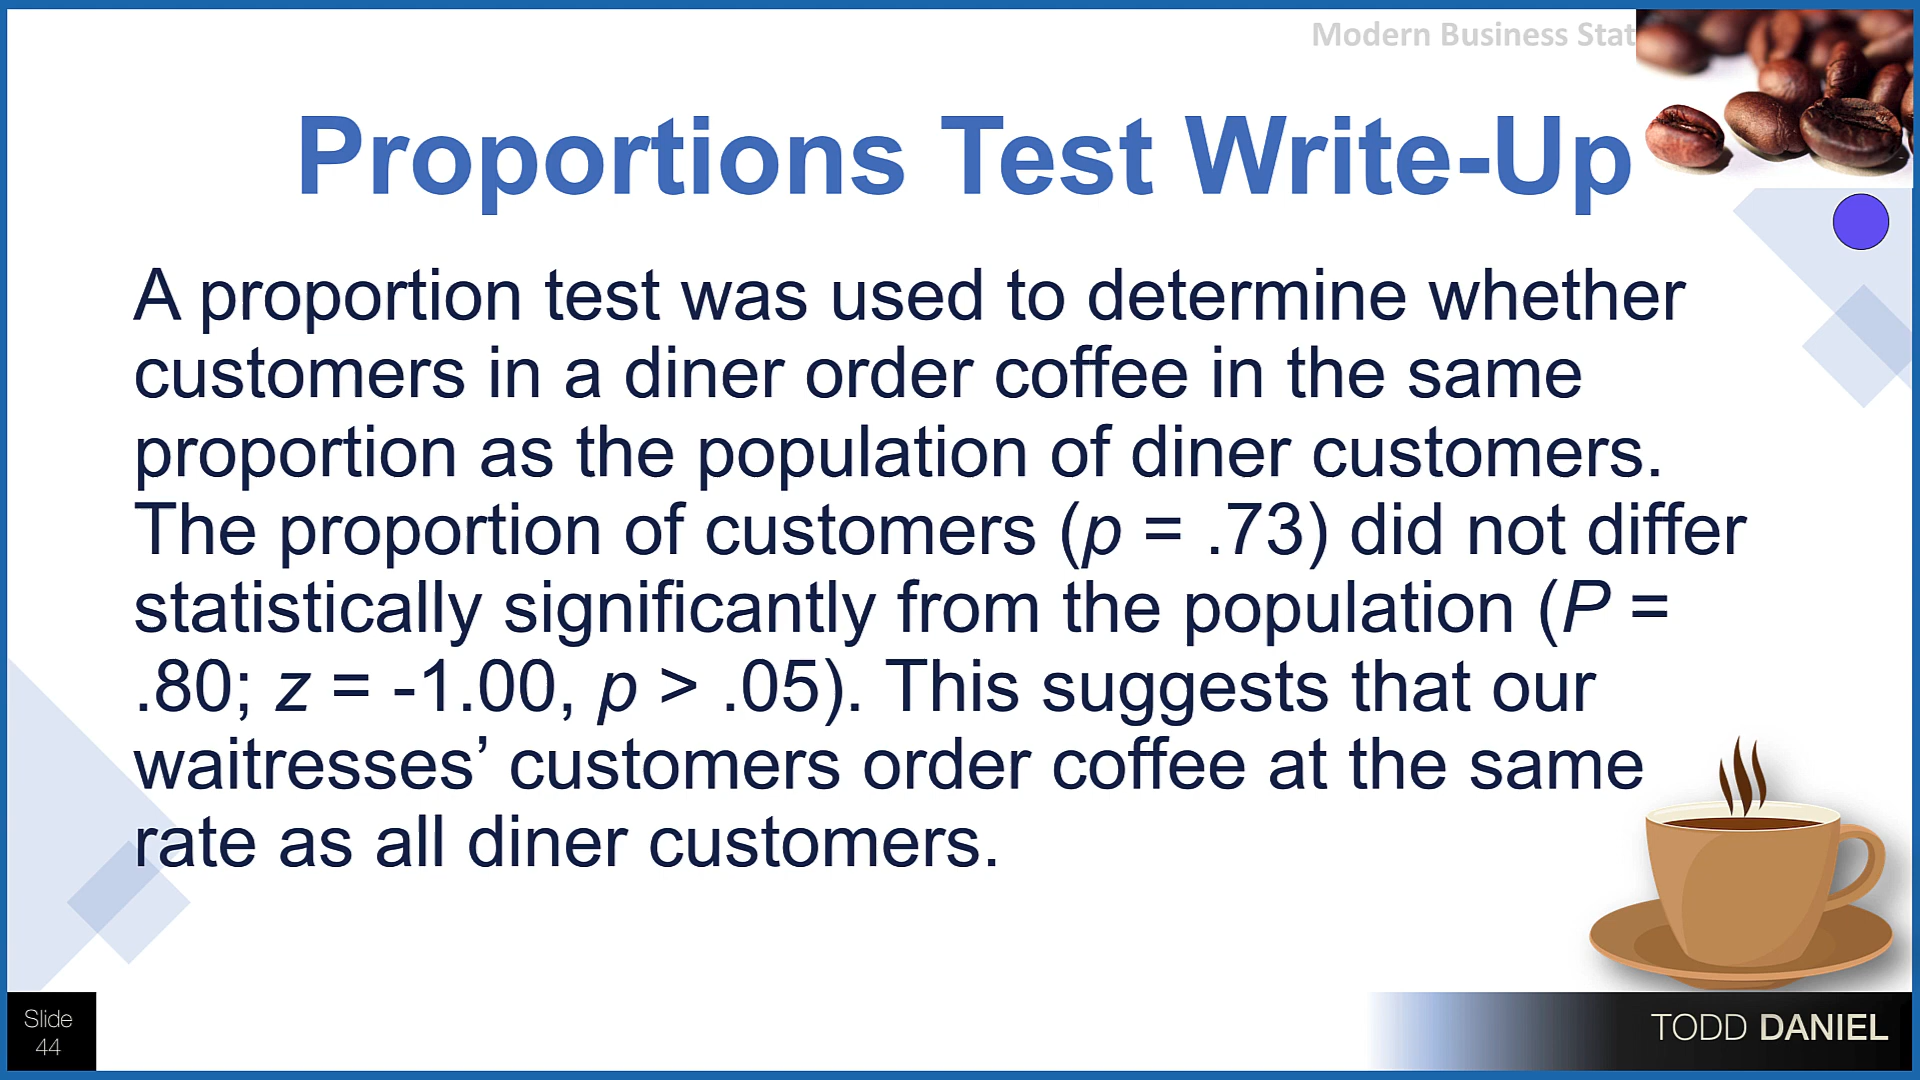 Modern Business Stat
Proportions Test Write-Up
A proportion test was used to determine whether
customers in a diner order coffee in the same
proportion as the population of diner customers.
The proportion of customers (p = .73) did not differ
statistically significantly from the population (P =
.80; z = -1.00, p > .05). This suggests that our
waitresses’ customers order coffee at the same
rate as all diner customers.
Slide
44
TODD DANIEL